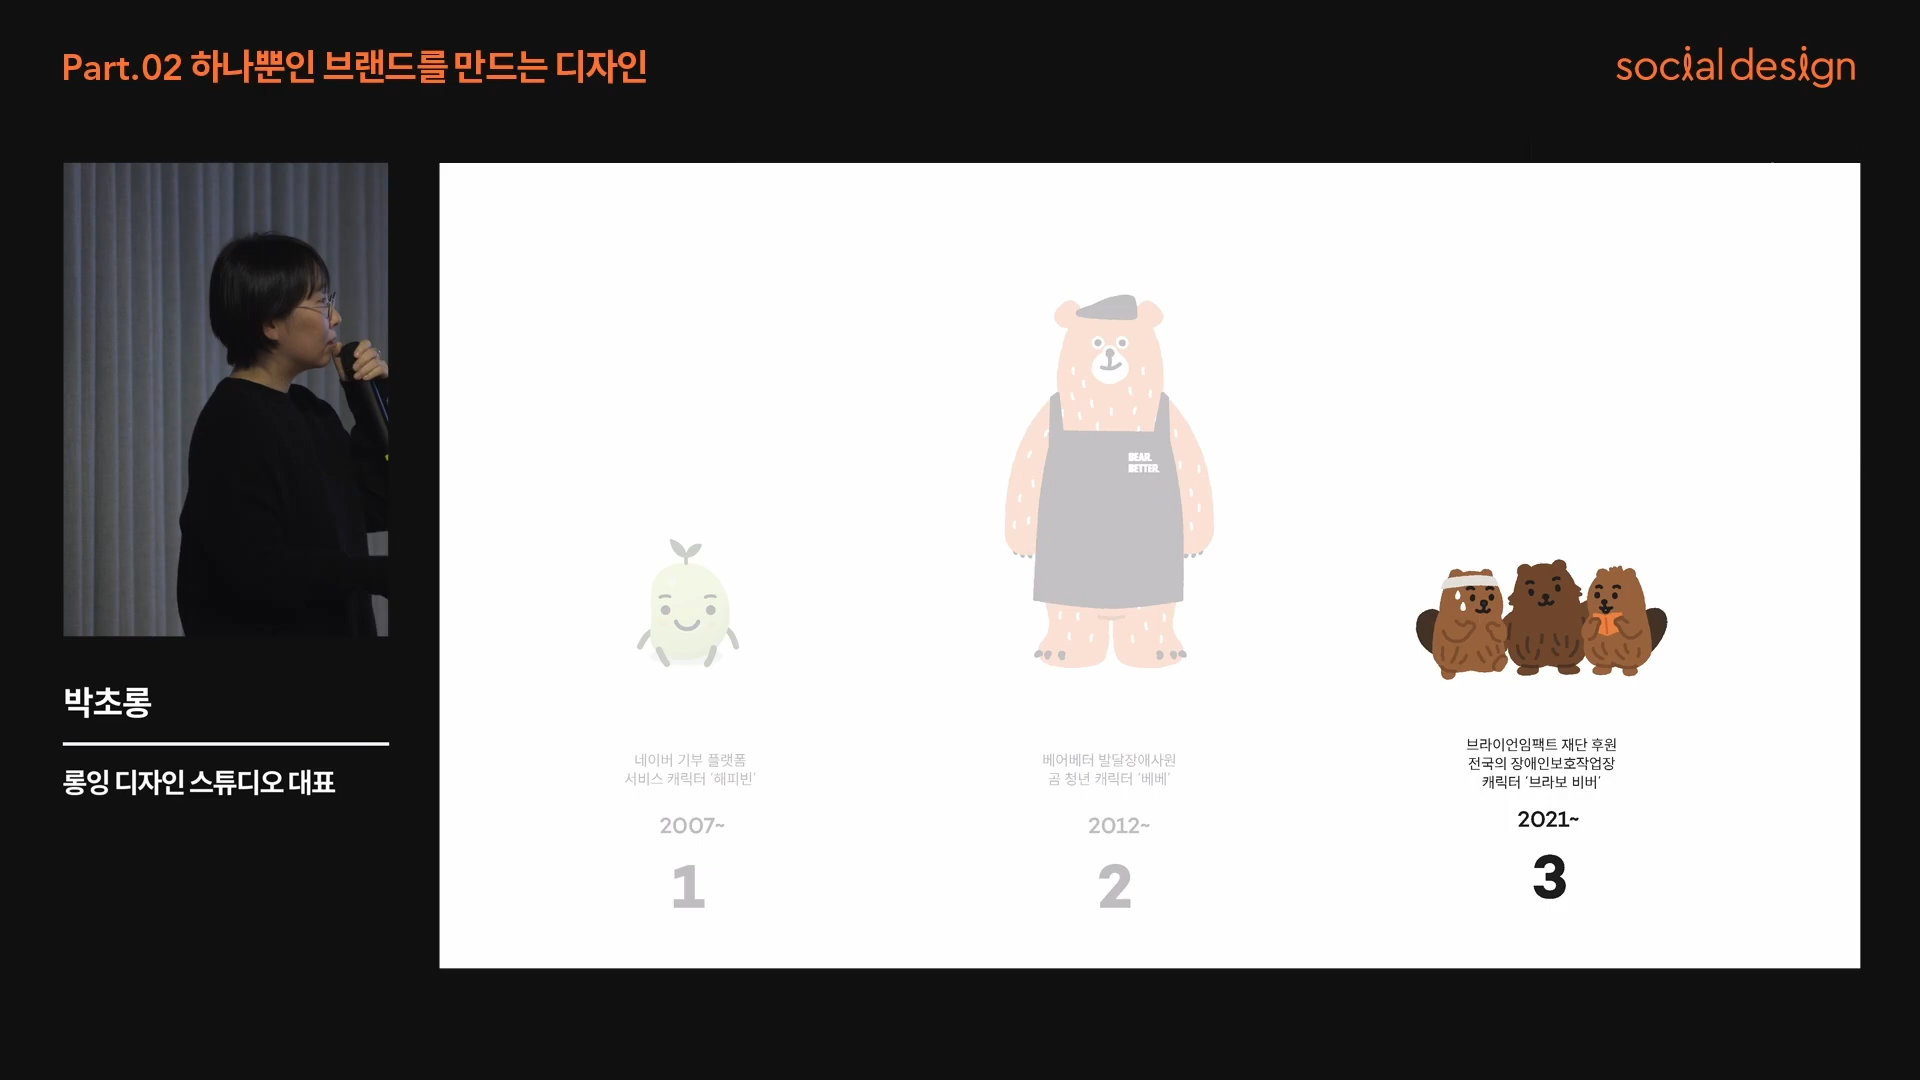 Part.02 하나뿐인 브랜드를 만드는 디자인
social design
박초롱
롱잉 디자인 스튜디오 대표
BEAR.
BETTER.
네이버 기부 플랫폼
서비스 캐릭터 '해피빈'
2007~
1
베어베터 발달장애사원
곰 청년 캐릭터 '베베'
2012~
2
브라이언임팩트 재단 후원
전국의 장애인보호작업장
캐릭터 '브라보 비버'
2021~
3